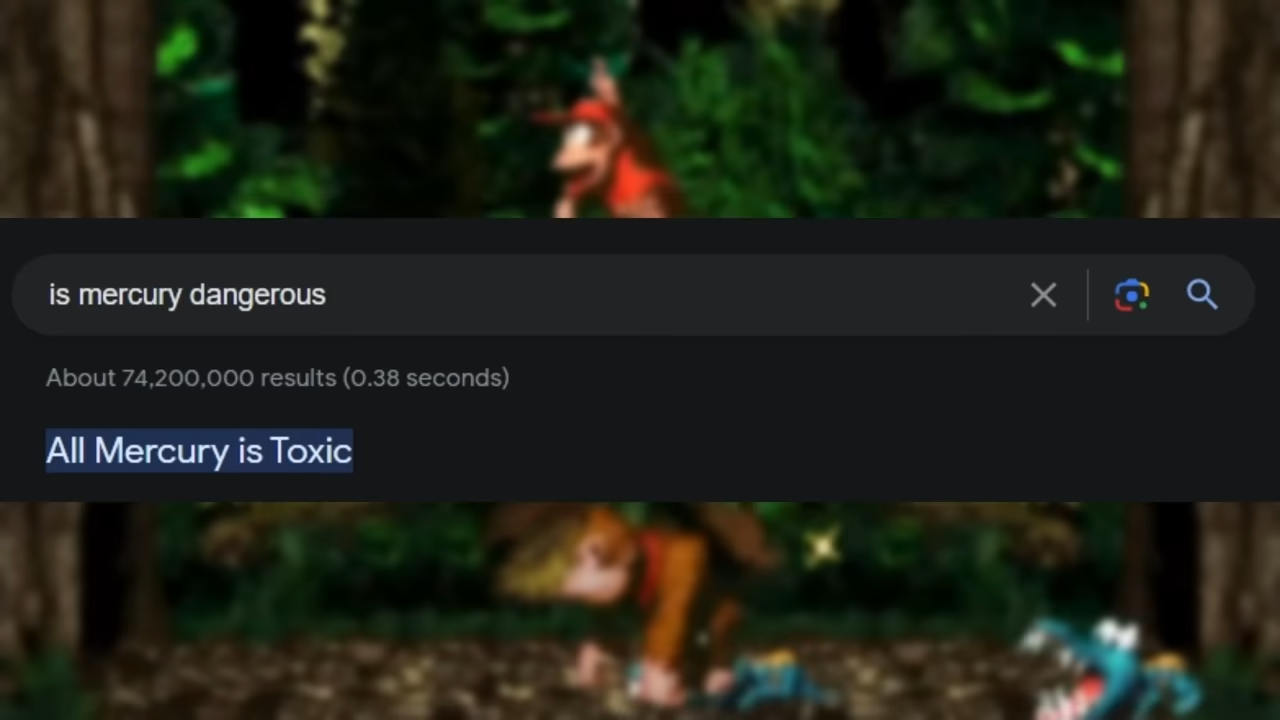 is mercury dangerous
About 74,200,000 results (0.38 seconds)
All Mercury is Toxic